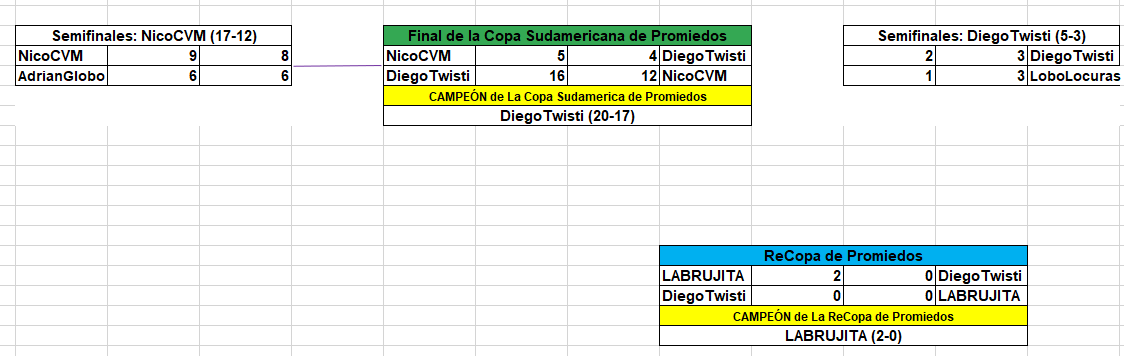 Semifinales: NicoCVM (17-12)
NicoCVM 9 8
AdrianGlobo 6 6
Final de la Copa Sudamericana de Promiedos
NicoCVM 5 4 DiegoTwisti
DiegoTwisti 16 12 NicoCVM
CAMPEÓN de La Copa Sudamerica de Promiedos
DiegoTwisti (20-17)
Semifinales: DiegoTwisti (5-3)
2 3 DiegoTwisti
1 3 LoboLocuras
ReCopa de Promiedos
LABRUJITA 2 0 DiegoTwisti
DiegoTwisti 0 0 LABRUJITA
CAMPEÓN de La ReCopa de Promiedos
LABRUJITA (2-0)